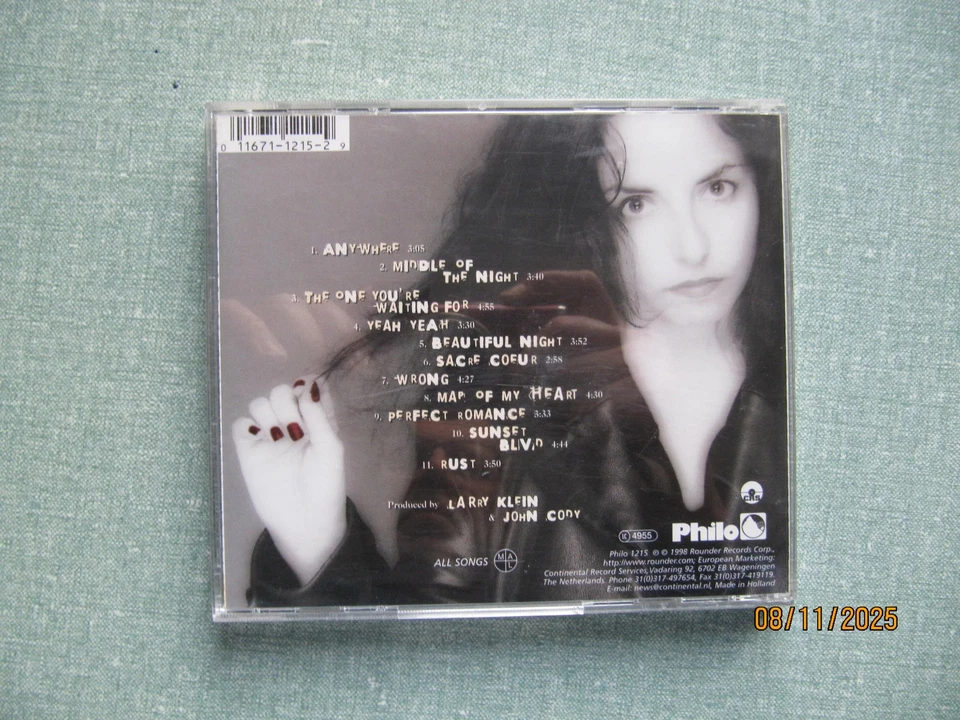 0 11671-1215-2 9
1. ANYWHERE 3:05
2. MIDDLE OF
THE NIGHT 3:40
3. THE ONE YOU'RE
WAITING FOR 4:55
4. YEAH YEAH 3:30
5. BEAUTIFUL NIGHT 3:52
6. SACRE COEUR 2:58
7. WRONG 4:27
8. MAP OF MY HEART 4:30
9. PERFECT ROMANCE 3:33
10. SUNSET
BLVD 4:44
11. RUST 3:50
Produced by LARRY KLEIN
& JOHN CODY
CRS
LC 4955 Philo
ALL SONGS MAL
Philo 1215 ℗ © 1998 Rounder Records Corp.,
http://www.rounder.com; European Marketing:
Continental Record Services, Vadaring 92, 6702 EB Wageningen
The Netherlands. Phone 31(0)317-497654, Fax 31(0)317-419119.
E-mail: news@continental.nl, Made in Holland
08/11/2025